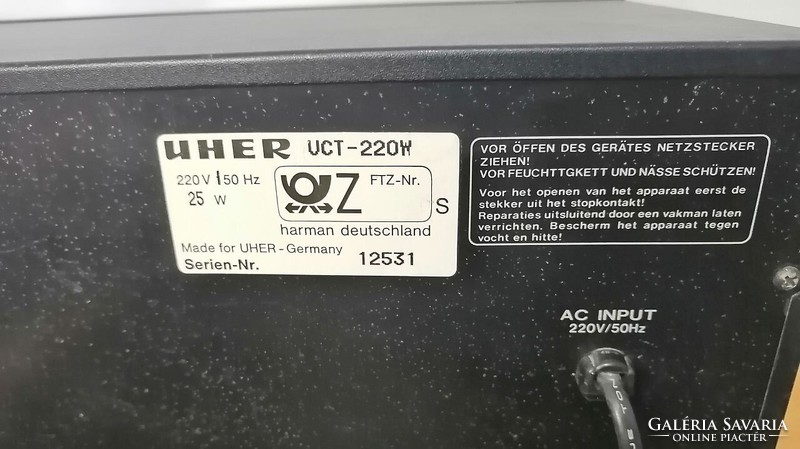 UHER UCT-220W
220 V 50 Hz
25 W
Z FTZ-Nr.
S
harman deutschland
Made for UHER - Germany
Serien-Nr. 12531
VOR ÖFFEN DES GERÄTES NETZSTECKER
ZIEHEN!
VOR FEUCHTTGKETT UND NÄSSE SCHÜTZEN!
Voor het openen van het apparaat eerst de
stekker uit het stopkontakt!
Reparaties uitsluitend door een vakman laten
verrichten. Bescherm het apparaat tegen
vocht en hitte!
AC INPUT
220V/50Hz
GALÉRIA SAVARIA
ONLINE PIACTÉR